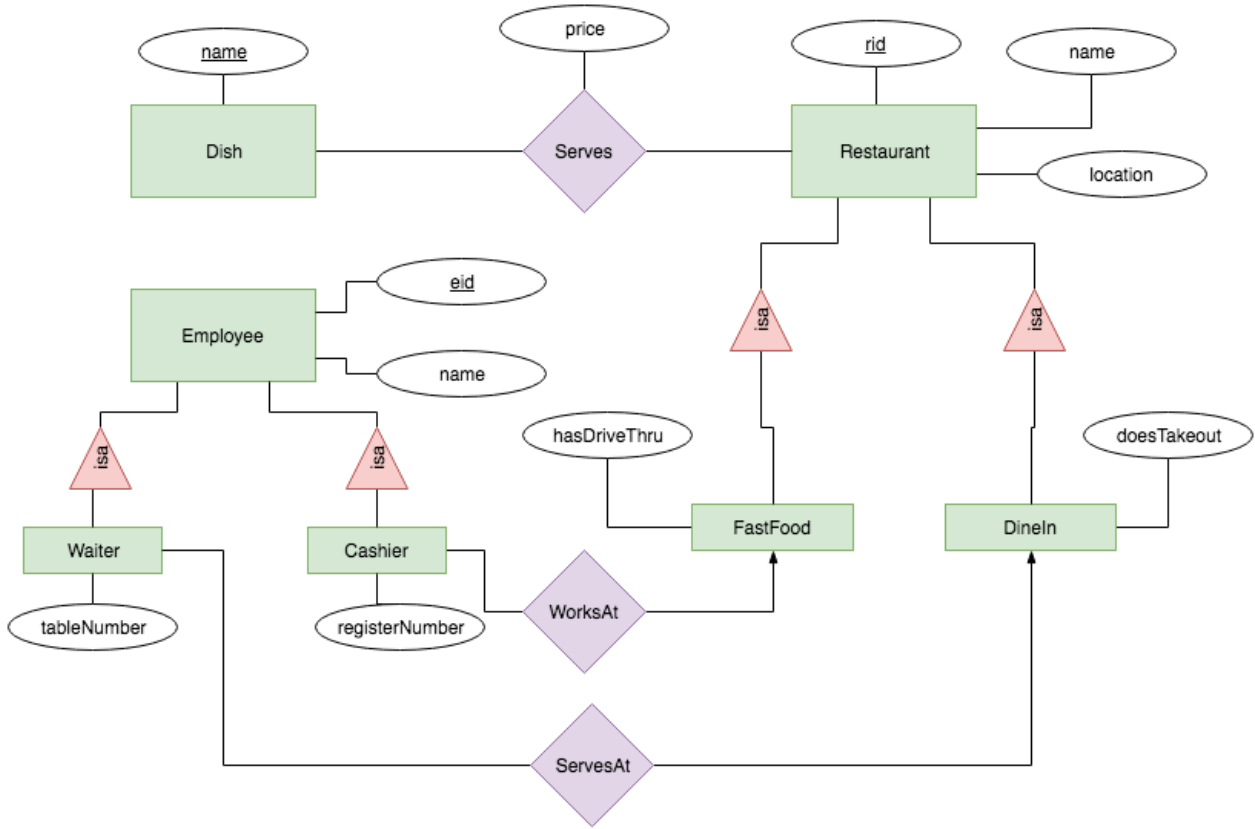 price
name
rid
name
Dish
Serves
Restaurant
location
eid
Employee
name
isa
isa
isa
isa
hasDriveThru
doesTakeout
FastFood
DineIn
Waiter
Cashier
WorksAt
tableNumber
registerNumber
ServesAt